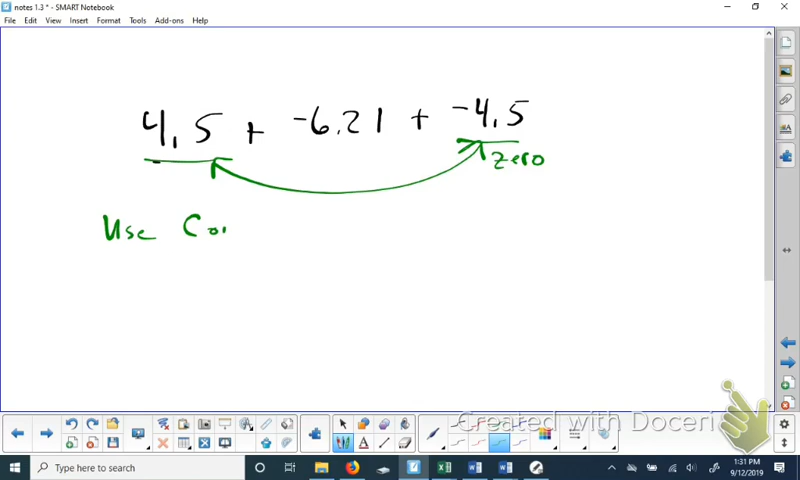 notes 1.3 * - SMART Notebook
File Edit View Insert Format Tools Add-ons Help
4.5 + -6.21 + -4.5
Zero
Use Co
Created with Doceri
Type here to search
1:31 PM
9/12/2019